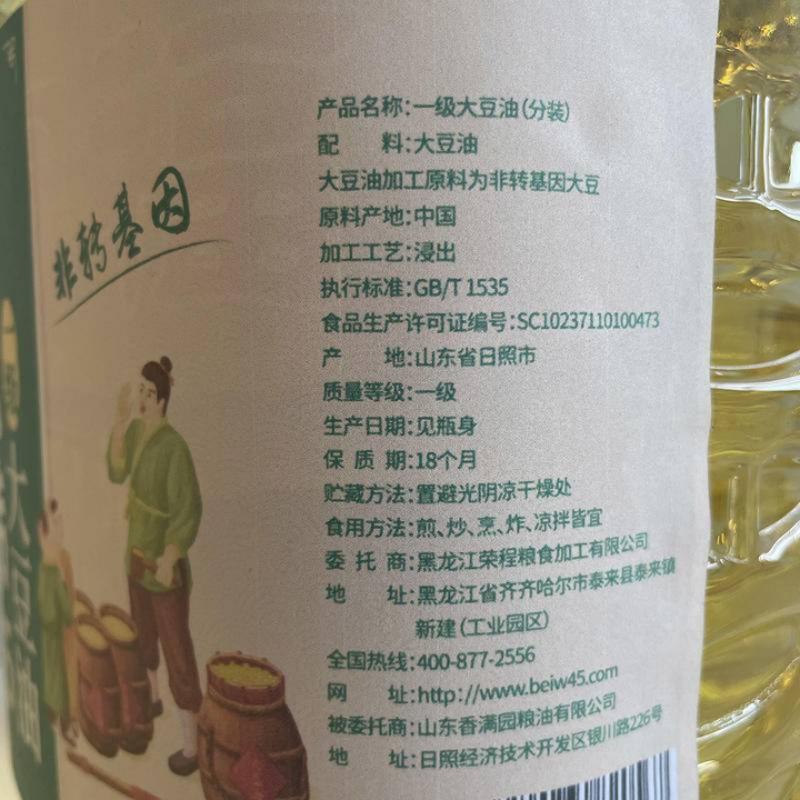 非转基因
大豆油
产品名称:一级大豆油(分装)
配 料:大豆油
大豆油加工原料为非转基因大豆
原料产地:中国
加工工艺:浸出
执行标准:GB/T 1535
食品生产许可证编号:SC10237110100473
产 地:山东省日照市
质量等级:一级
生产日期:见瓶身
保 质 期:18个月
贮藏方法:置避光阴凉干燥处
食用方法:煎、炒、烹、炸、凉拌皆宜
委 托 商:黑龙江荣程粮食加工有限公司
地 址:黑龙江省齐齐哈尔市泰来县泰来镇
新建(工业园区)
全国热线:400-877-2556
网 址:http://www.beiw45.com
被委托商:山东香满园粮油有限公司
地 址:日照经济技术开发区银川路226号